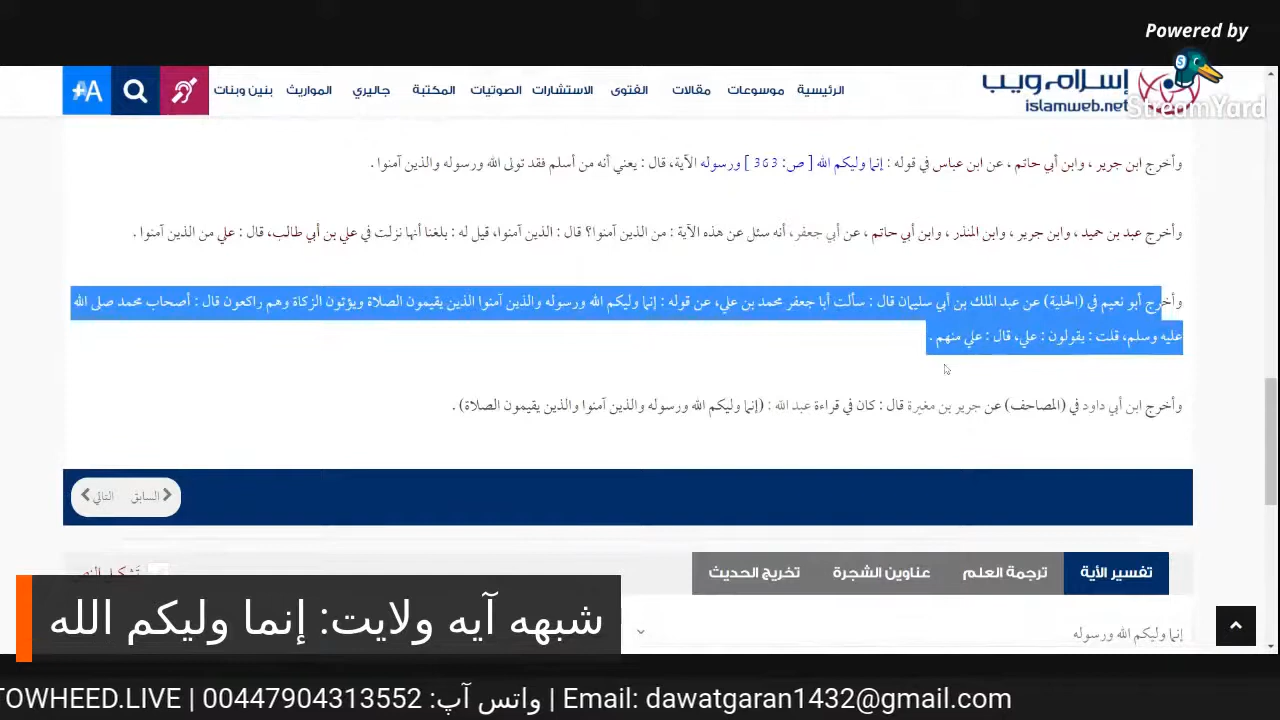 Powered by
StreamYard
إسلام ويب
islamweb.net
الرئيسية موسوعات مقالات الفتوى الاستشارات الصوتيات المكتبة جاليري المواريث بنين وبنات
+A
وأخرج ابن جرير ، وابن أبي حاتم ، عن ابن عباس في قوله : إنما وليكم الله [ ص: 363 ] ورسوله الآية، قال : يعني أنه من أسلم فقد تولى الله ورسوله والذين آمنوا .
وأخرج عبد بن حميد ، وابن جرير ، وابن المنذر ، وابن أبي حاتم ، عن أبي جعفر، أنه سئل عن هذه الآية : من الذين آمنوا؟ قال : الذين آمنوا، قيل له : بلغنا أنها نزلت في علي بن أبي طالب، قال : علي من الذين آمنوا .
وأخرج أبو نعيم في (الحلية) عن عبد الملك بن أبي سليمان قال : سألت أبا جعفر محمد بن علي، عن قوله : إنما وليكم الله ورسوله والذين آمنوا الذين يقيمون الصلاة ويؤتون الزكاة وهم راكعون قال : أصحاب محمد صلى الله
عليه وسلم، قلت : يقولون : علي، قال : علي منهم .
وأخرج ابن أبي داود في (المصاحف) عن جرير بن مغيرة قال : كان في قراءة عبد الله : (إنما وليكم الله ورسوله والذين آمنوا والذين يقيمون الصلاة) .
السابق التالي
تفسير الأية ترجمة العلم عناوين الشجرة تخريج الحديث
تَشكيل النص
إنما وليكم الله ورسوله
شبهه آیه ولایت: إنما وليكم الله
TOWHEED.LIVE | 00447904313552 :واتس آپ | Email: dawatgaran1432@gmail.com